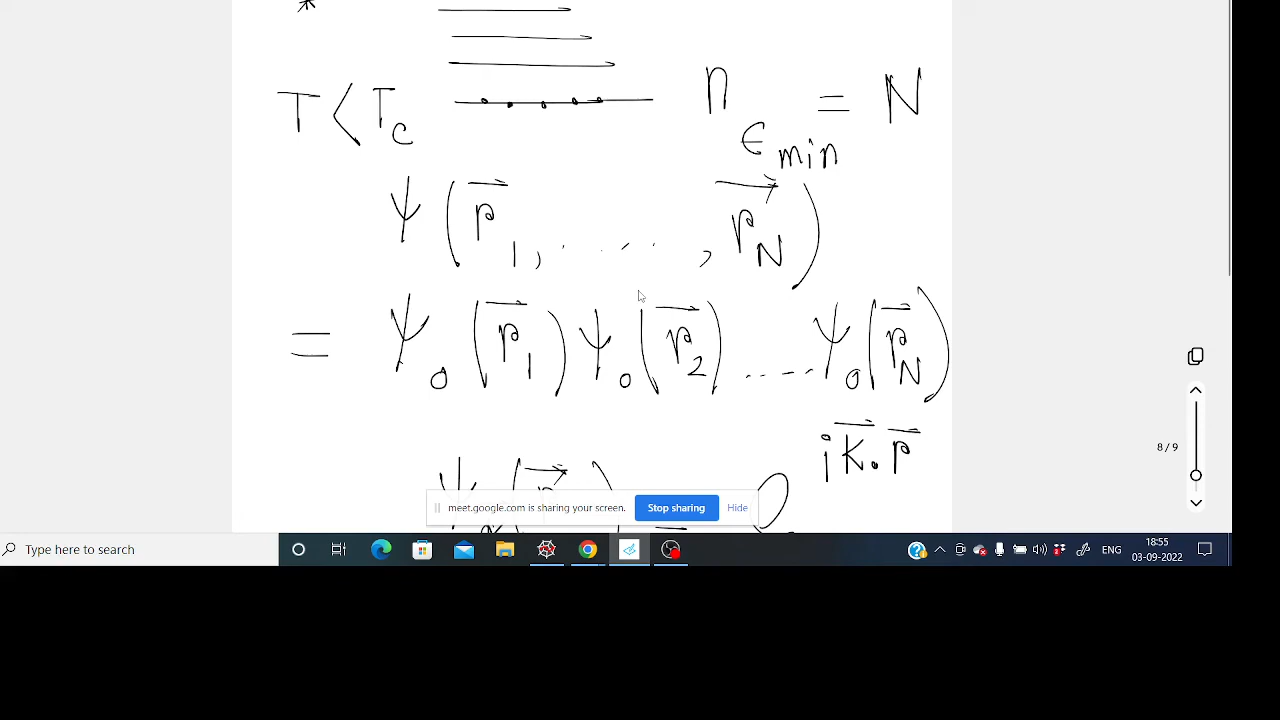 *
T < T_c
n_{ε_min} = N
ψ(r⃗_1, ......, r⃗_N)
= ψ_0(r⃗_1) ψ_0(r⃗_2) ...... ψ_0(r⃗_N)
i k⃗ . r⃗
8 / 9
meet.google.com is sharing your screen. Stop sharing Hide
Type here to search
ENG
18:55
03-09-2022